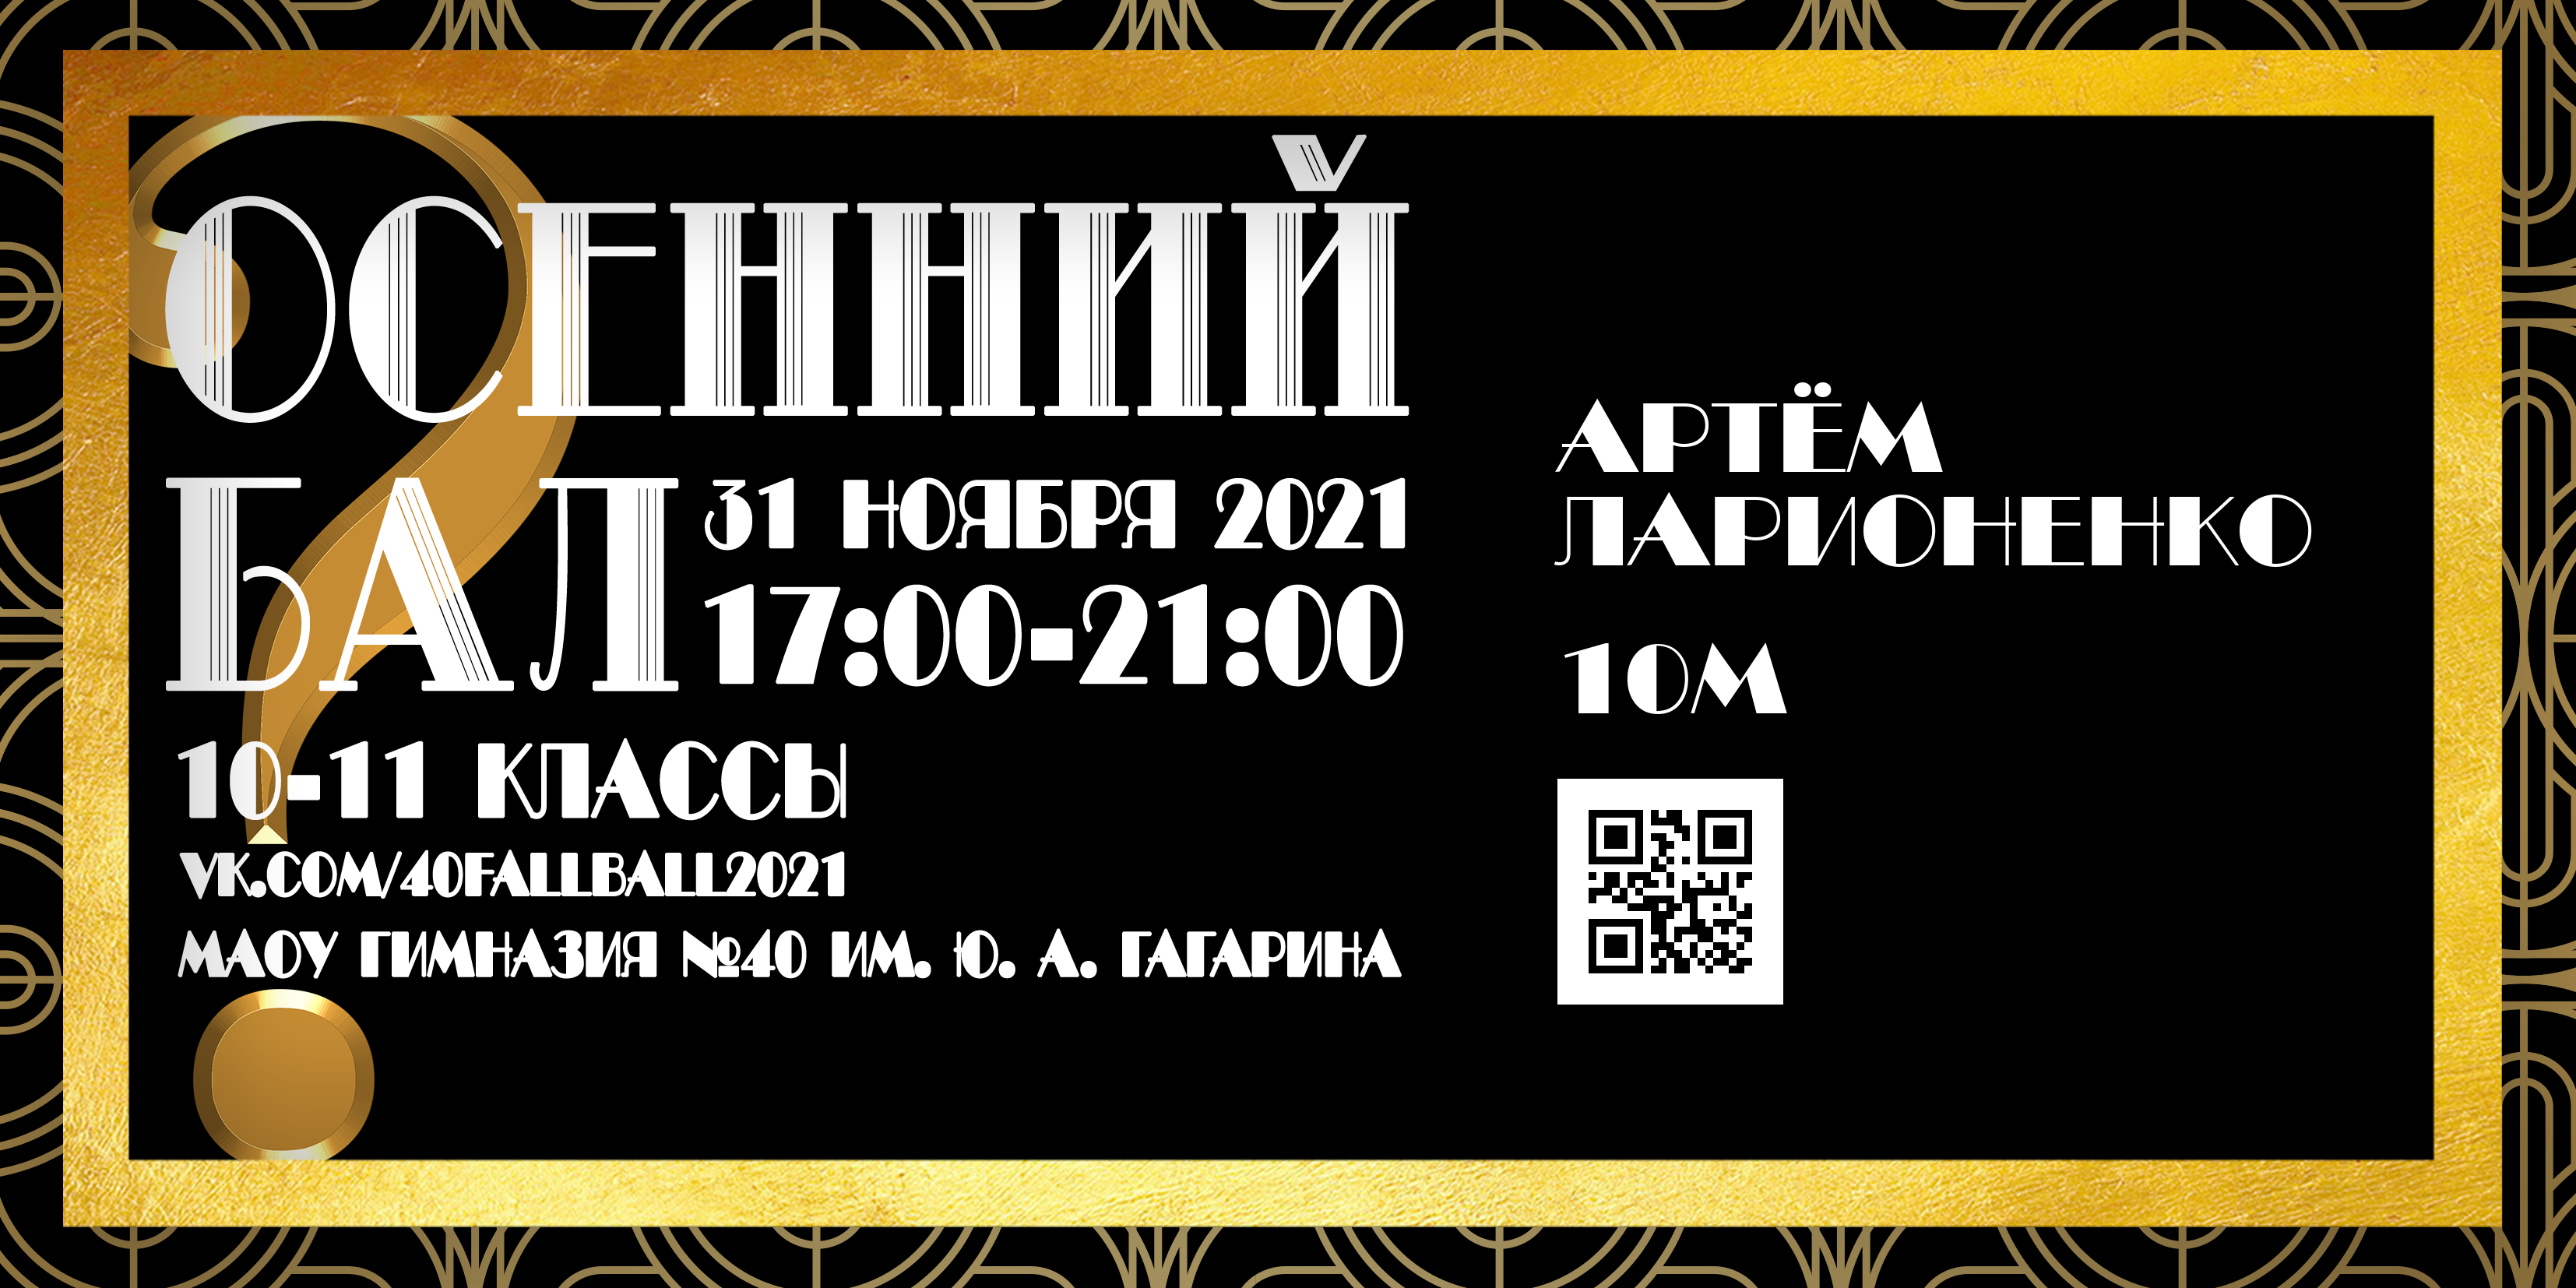 ОСЕННИЙ
БАЛ
31 НОЯБРЯ 2021
17:00-21:00
10-11 КЛАССЫ
VK.COM/40FALLBALL2021
МАОУ ГИМНАЗИЯ №40 ИМ. Ю. А. ГАГАРИНА
АРТЁМ
ЛАРИОНЕНКО
10М